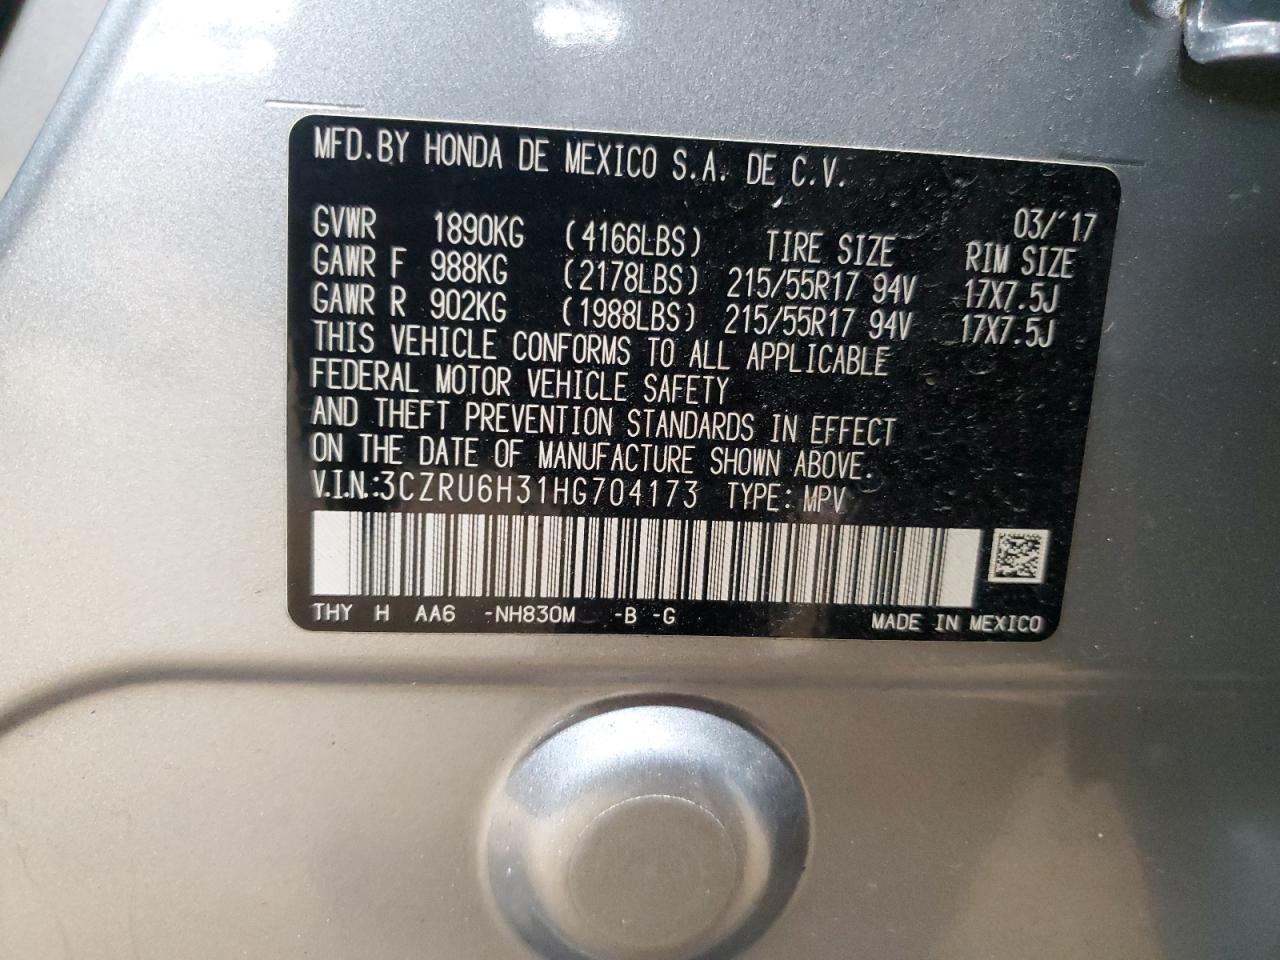 MFD.BY HONDA DE MEXICO S.A. DE C.V.
03/'17
GVWR 1890KG (4166LBS) TIRE SIZE RIM SIZE
GAWR F 988KG (2178LBS) 215/55R17 94V 17X7.5J
GAWR R 902KG (1988LBS) 215/55R17 94V 17X7.5J
THIS VEHICLE CONFORMS TO ALL APPLICABLE
FEDERAL MOTOR VEHICLE SAFETY
AND THEFT PREVENTION STANDARDS IN EFFECT
ON THE DATE OF MANUFACTURE SHOWN ABOVE.
V.I.N.:3CZRU6H31HG704173 TYPE: MPV
THY H AA6 -NH830M -B -G MADE IN MEXICO